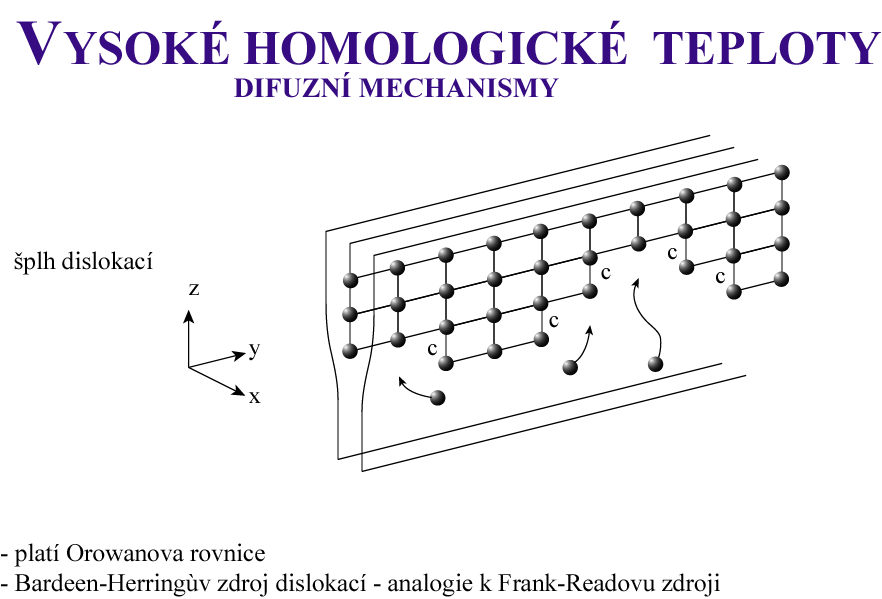 VYSOKÉ HOMOLOGICKÉ TEPLOTY
DIFUZNÍ MECHANISMY
šplh dislokací
z
y
x
c
c
c
c
c
- platí Orowanova rovnice
- Bardeen-Herringùv zdroj dislokací - analogie k Frank-Readovu zdroji